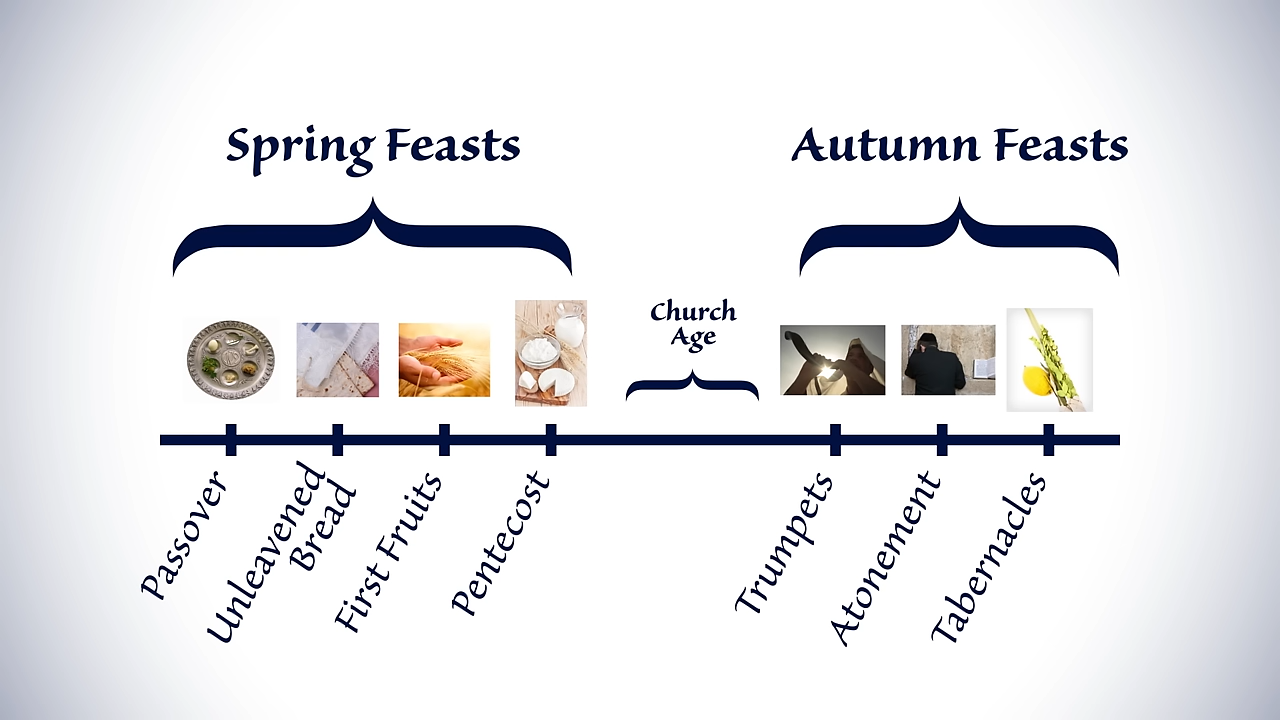 Spring Feasts
Autumn Feasts
Church
Age
Passover
Unleavened
Bread
First Fruits
Pentecost
Trumpets
Atonement
Tabernacles